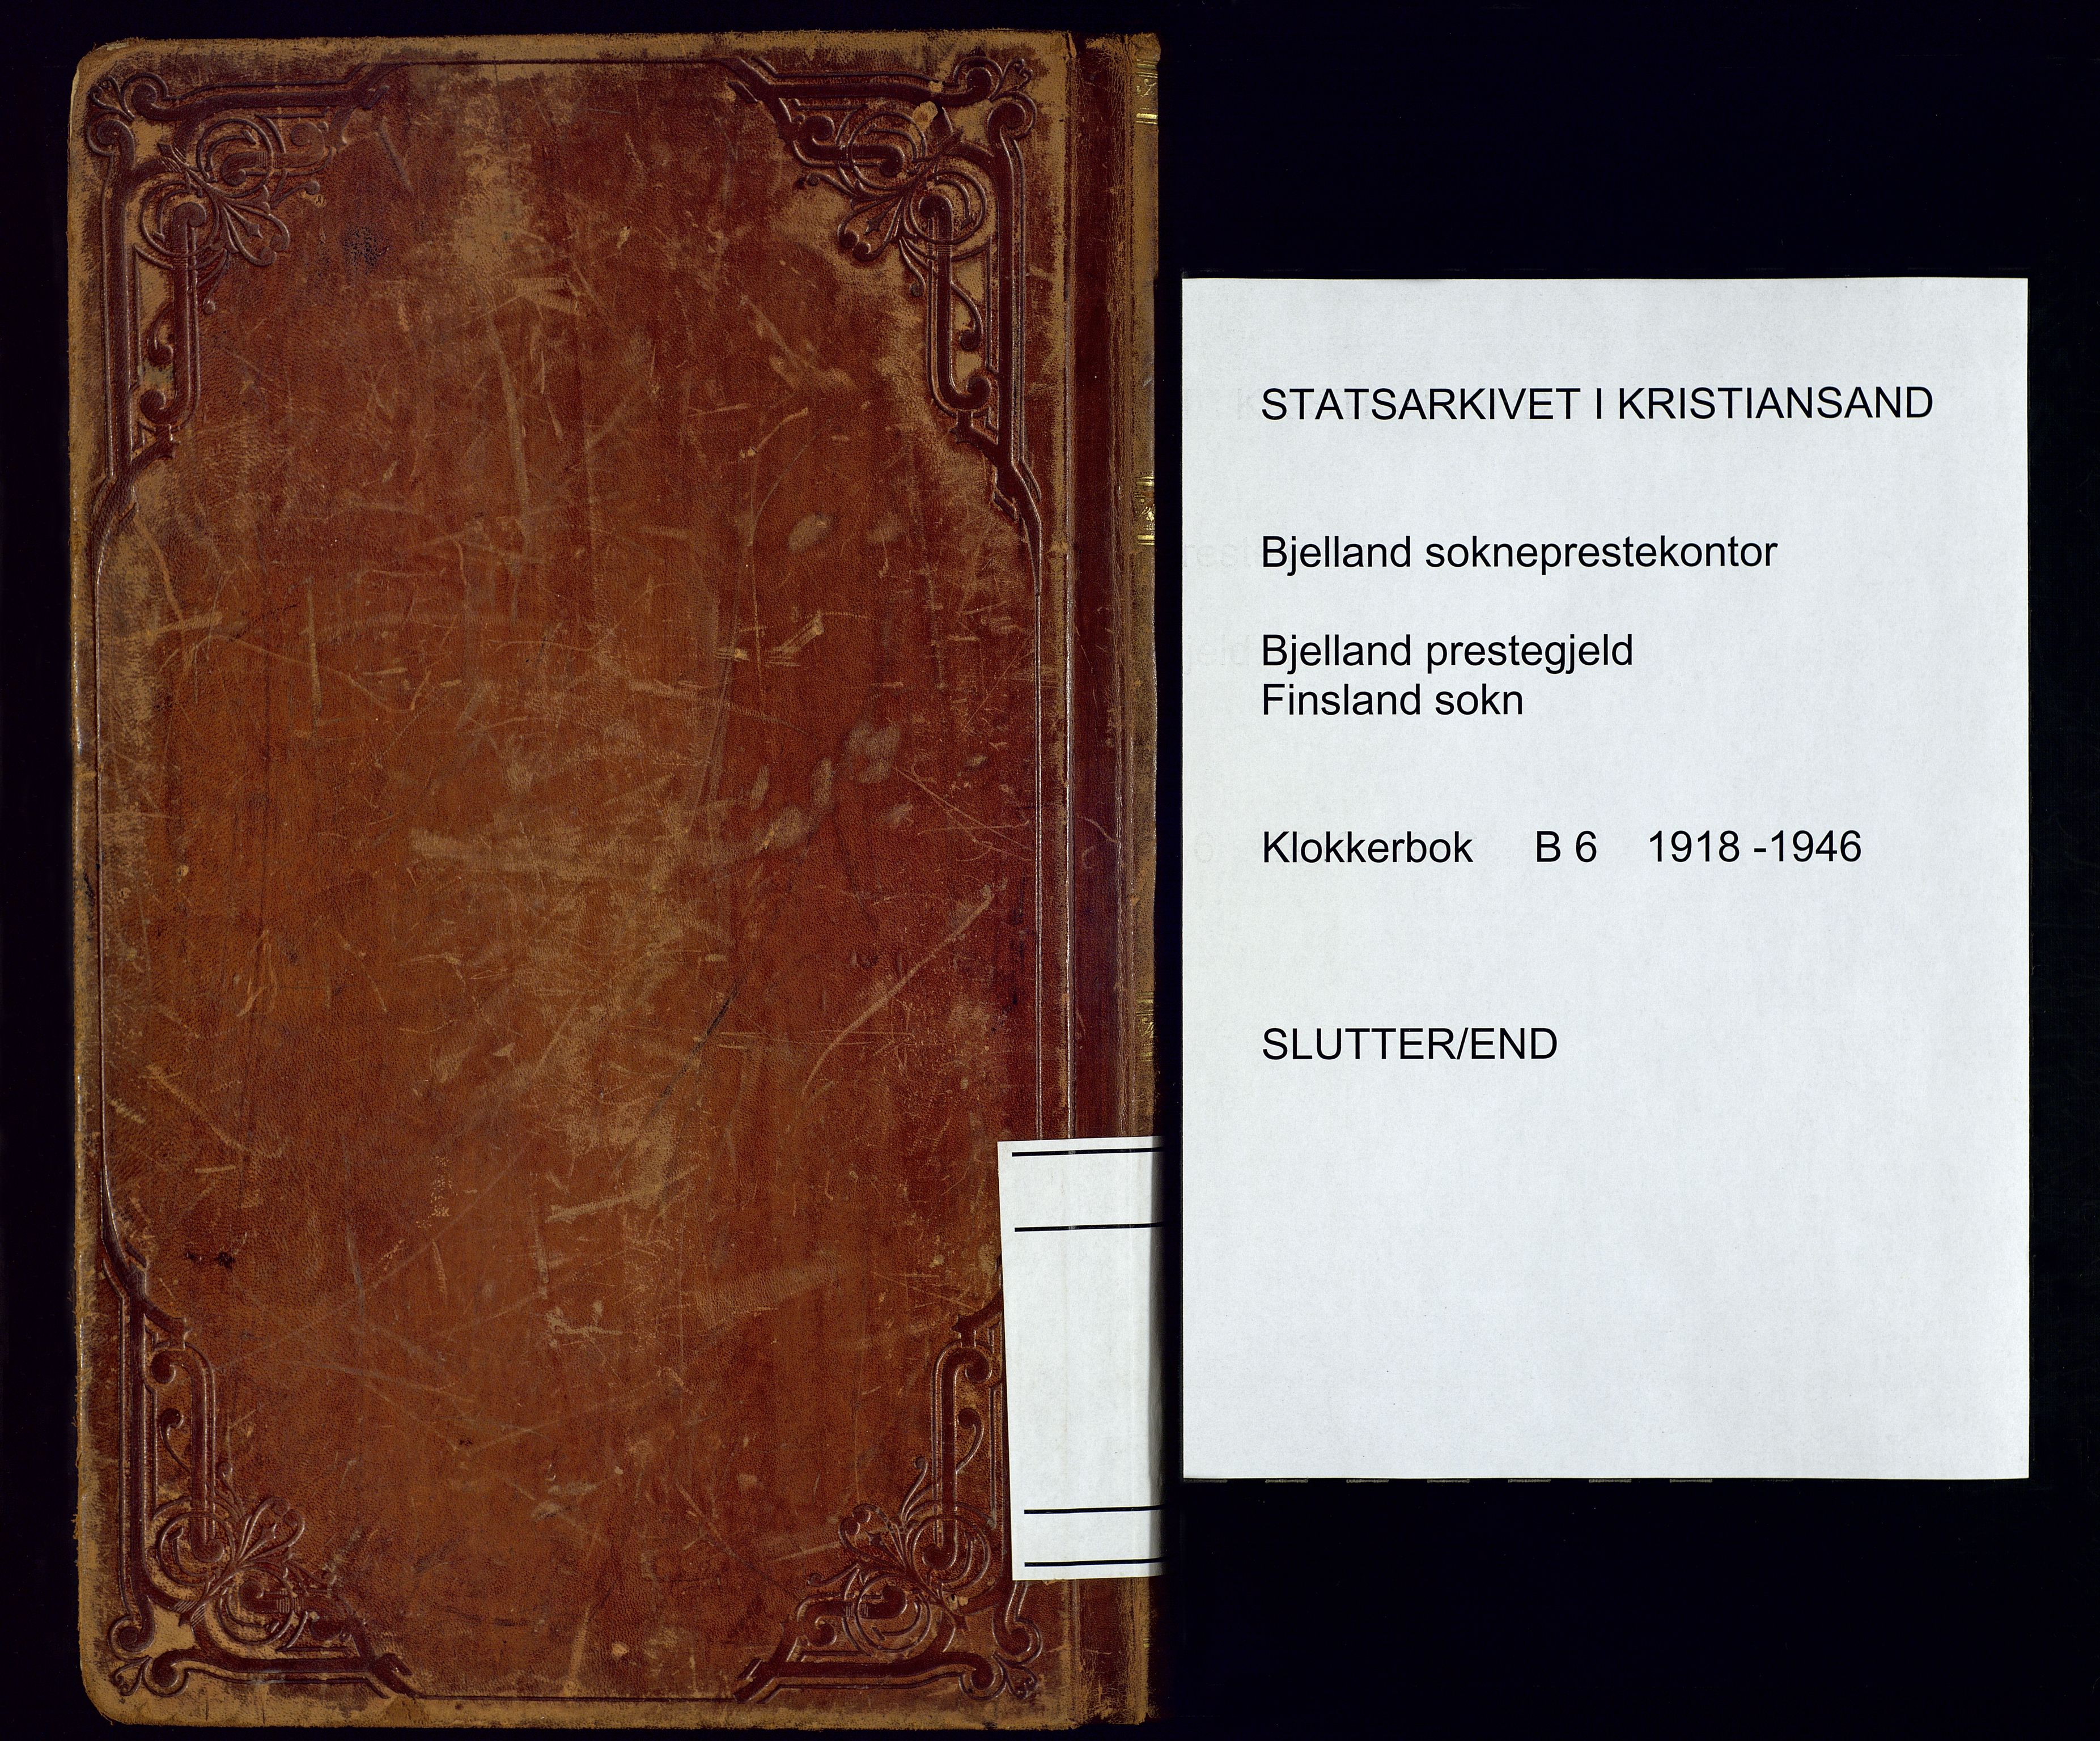 STATSARKIVET I KRISTIANSAND
Bjelland sokneprestekontor
Bjelland prestegjeld
Finsland sokn
Klokkerbok B 6 1918 -1946
SLUTTER/END